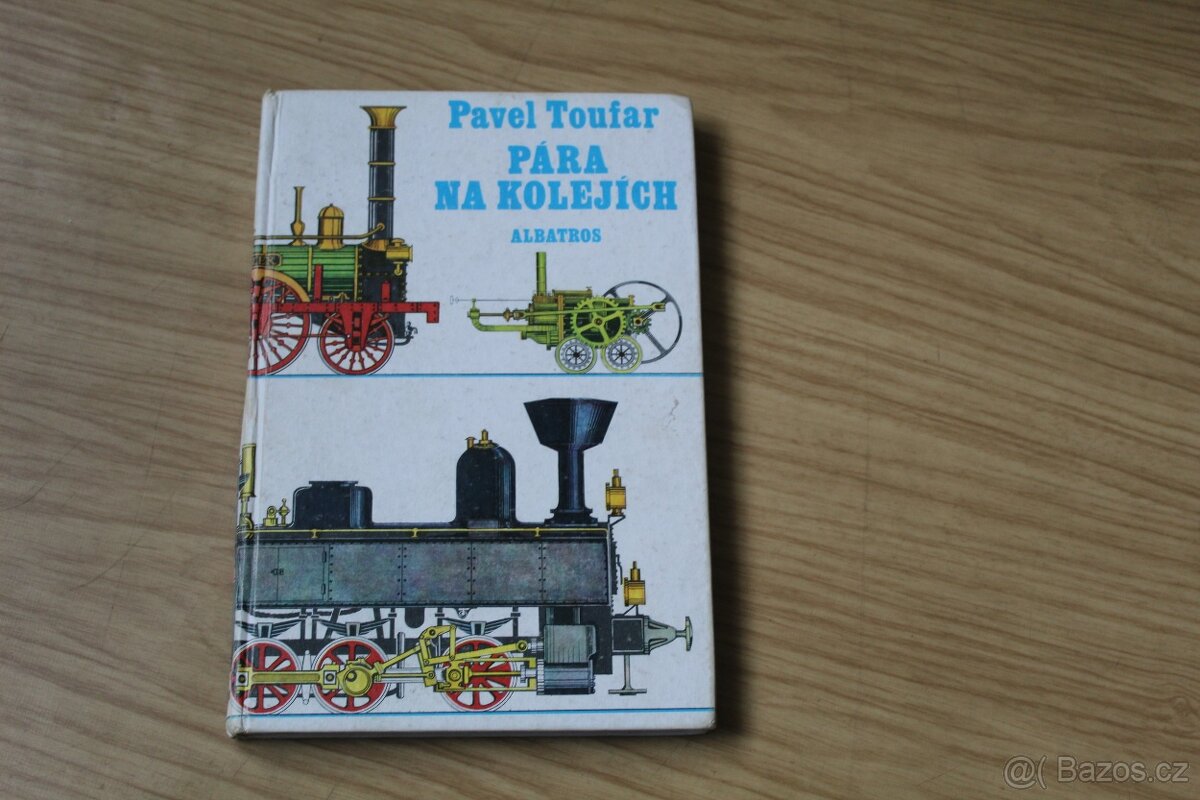 Pavel Toufar
PÁRA
NA KOLEJÍCH
ALBATROS
@( Bazos.cz